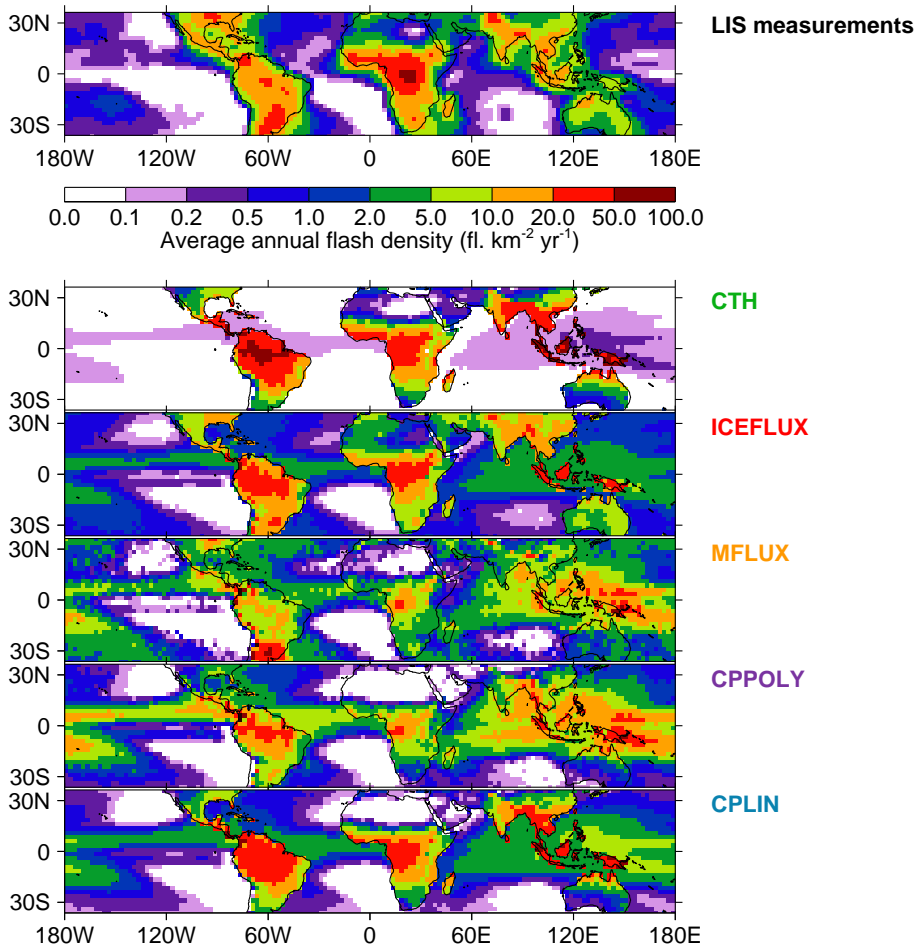 LIS measurements
30N
0
30S
180W 120W 60W 0 60E 120E 180E
0.0 0.1 0.2 0.5 1.0 2.0 5.0 10.0 20.0 50.0 100.0
Average annual flash density (fl. km⁻² yr⁻¹)
30N
0
30S
CTH
30N
0
30S
ICEFLUX
30N
0
30S
MFLUX
30N
0
30S
CPPOLY
30N
0
30S
CPLIN
180W 120W 60W 0 60E 120E 180E